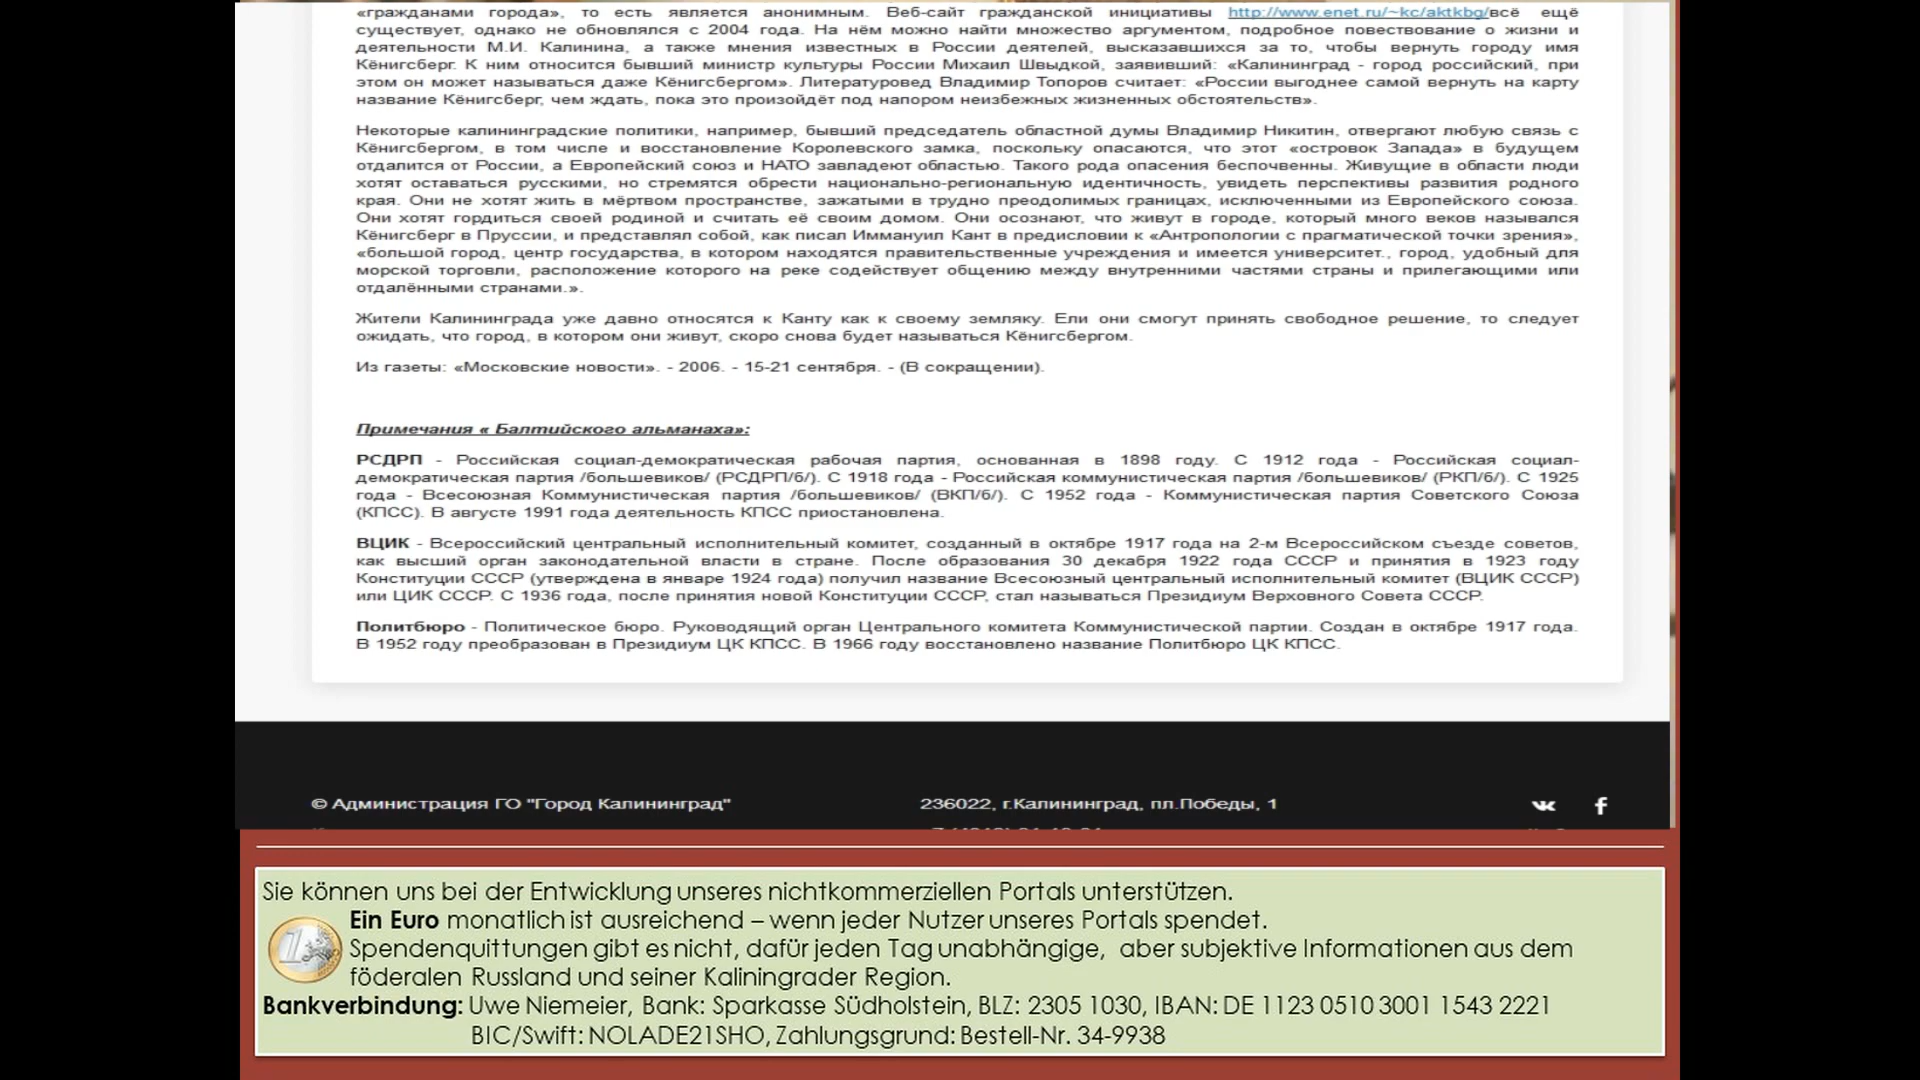 «гражданами города», то есть является анонимным. Веб-сайт гражданской инициативы http://www.enet.ru/~kc/aktkbg/всё ещё
существует, однако не обновлялся с 2004 года. На нём можно найти множество аргументом, подробное повествование о жизни и
деятельности М.И. Калинина, а также мнения известных в России деятелей, высказавшихся за то, чтобы вернуть городу имя
Кёнигсберг. К ним относится бывший министр культуры России Михаил Швыдкой, заявивший: «Калининград - город российский, при
этом он может называться даже Кёнигсбергом». Литературовед Владимир Топоров считает: «России выгоднее самой вернуть на карту
название Кёнигсберг, чем ждать, пока это произойдёт под напором неизбежных жизненных обстоятельств».
Некоторые калининградские политики, например, бывший председатель областной думы Владимир Никитин, отвергают любую связь с
Кёнигсбергом, в том числе и восстановление Королевского замка, поскольку опасаются, что этот «островок Запада» в будущем
отдалится от России, а Европейский союз и НАТО завладеют областью. Такого рода опасения беспочвенны. Живущие в области люди
хотят оставаться русскими, но стремятся обрести национально-региональную идентичность, увидеть перспективы развития родного
края. Они не хотят жить в мёртвом пространстве, зажатыми в трудно преодолимых границах, исключенными из Европейского союза.
Они хотят гордиться своей родиной и считать её своим домом. Они осознают, что живут в городе, который много веков назывался
Кёнигсберг в Пруссии, и представлял собой, как писал Иммануил Кант в предисловии к «Антропологии с прагматической точки зрения»,
«большой город, центр государства, в котором находятся правительственные учреждения и имеется университет., город, удобный для
морской торговли, расположение которого на реке содействует общению между внутренними частями страны и прилегающими или
отдалёнными странами.».
Жители Калининграда уже давно относятся к Канту как к своему земляку. Ели они смогут принять свободное решение, то следует
ожидать, что город, в котором они живут, скоро снова будет называться Кёнигсбергом.
Из газеты: «Московские новости». - 2006. - 15-21 сентября. - (В сокращении).
Примечания « Балтийского альманаха»:
РСДРП - Российская социал-демократическая рабочая партия, основанная в 1898 году. С 1912 года - Российская социал-
демократическая партия /большевиков/ (РСДРП/б/). С 1918 года - Российская коммунистическая партия /большевиков/ (РКП/б/). С 1925
года - Всесоюзная Коммунистическая партия /большевиков/ (ВКП/б/). С 1952 года - Коммунистическая партия Советского Союза
(КПСС). В августе 1991 года деятельность КПСС приостановлена.
ВЦИК - Всероссийский центральный исполнительный комитет, созданный в октябре 1917 года на 2-м Всероссийском съезде советов,
как высший орган законодательной власти в стране. После образования 30 декабря 1922 года СССР и принятия в 1923 году
Конституции СССР (утверждена в январе 1924 года) получил название Всесоюзный центральный исполнительный комитет (ВЦИК СССР)
или ЦИК СССР. С 1936 года, после принятия новой Конституции СССР, стал называться Президиум Верховного Совета СССР.
Политбюро - Политическое бюро. Руководящий орган Центрального комитета Коммунистической партии. Создан в октябре 1917 года.
В 1952 году преобразован в Президиум ЦК КПСС. В 1966 году восстановлено название Политбюро ЦК КПСС.
© Администрация ГО "Город Калининград"
236022, г.Калининград, пл.Победы, 1
Sie können uns bei der Entwicklung unseres nichtkommerziellen Portals unterstützen.
Ein Euro monatlich ist ausreichend – wenn jeder Nutzer unseres Portals spendet.
Spendenquittungen gibt es nicht, dafür jeden Tag unabhängige, aber subjektive Informationen aus dem
föderalen Russland und seiner Kaliningrader Region.
Bankverbindung: Uwe Niemeier, Bank: Sparkasse Südholstein, BLZ: 2305 1030, IBAN: DE 1123 0510 3001 1543 2221
BIC/Swift: NOLADE21SHO, Zahlungsgrund: Bestell-Nr. 34-9938